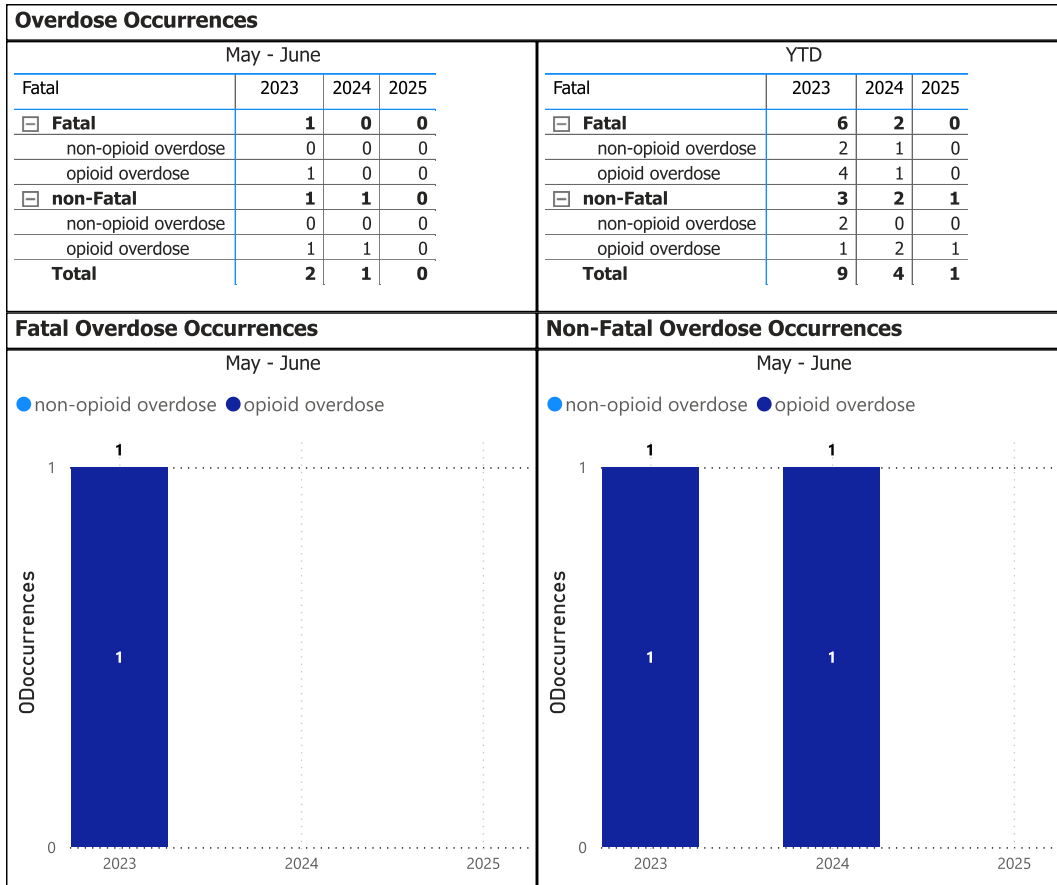 Overdose Occurrences
May - June
Fatal 2023 2024 2025
Fatal 1 0 0
non-opioid overdose 0 0 0
opioid overdose 1 0 0
non-Fatal 1 1 0
non-opioid overdose 0 0 0
opioid overdose 1 1 0
Total 2 1 0
YTD
Fatal 2023 2024 2025
Fatal 6 2 0
non-opioid overdose 2 1 0
opioid overdose 4 1 0
non-Fatal 3 2 1
non-opioid overdose 2 0 0
opioid overdose 1 2 1
Total 9 4 1
Fatal Overdose Occurrences
May - June
non-opioid overdose opioid overdose
1
1
1
0
ODoccurrences
2023 2024 2025
Non-Fatal Overdose Occurrences
May - June
non-opioid overdose opioid overdose
1 1
1
1 1
0
ODoccurrences
2023 2024 2025